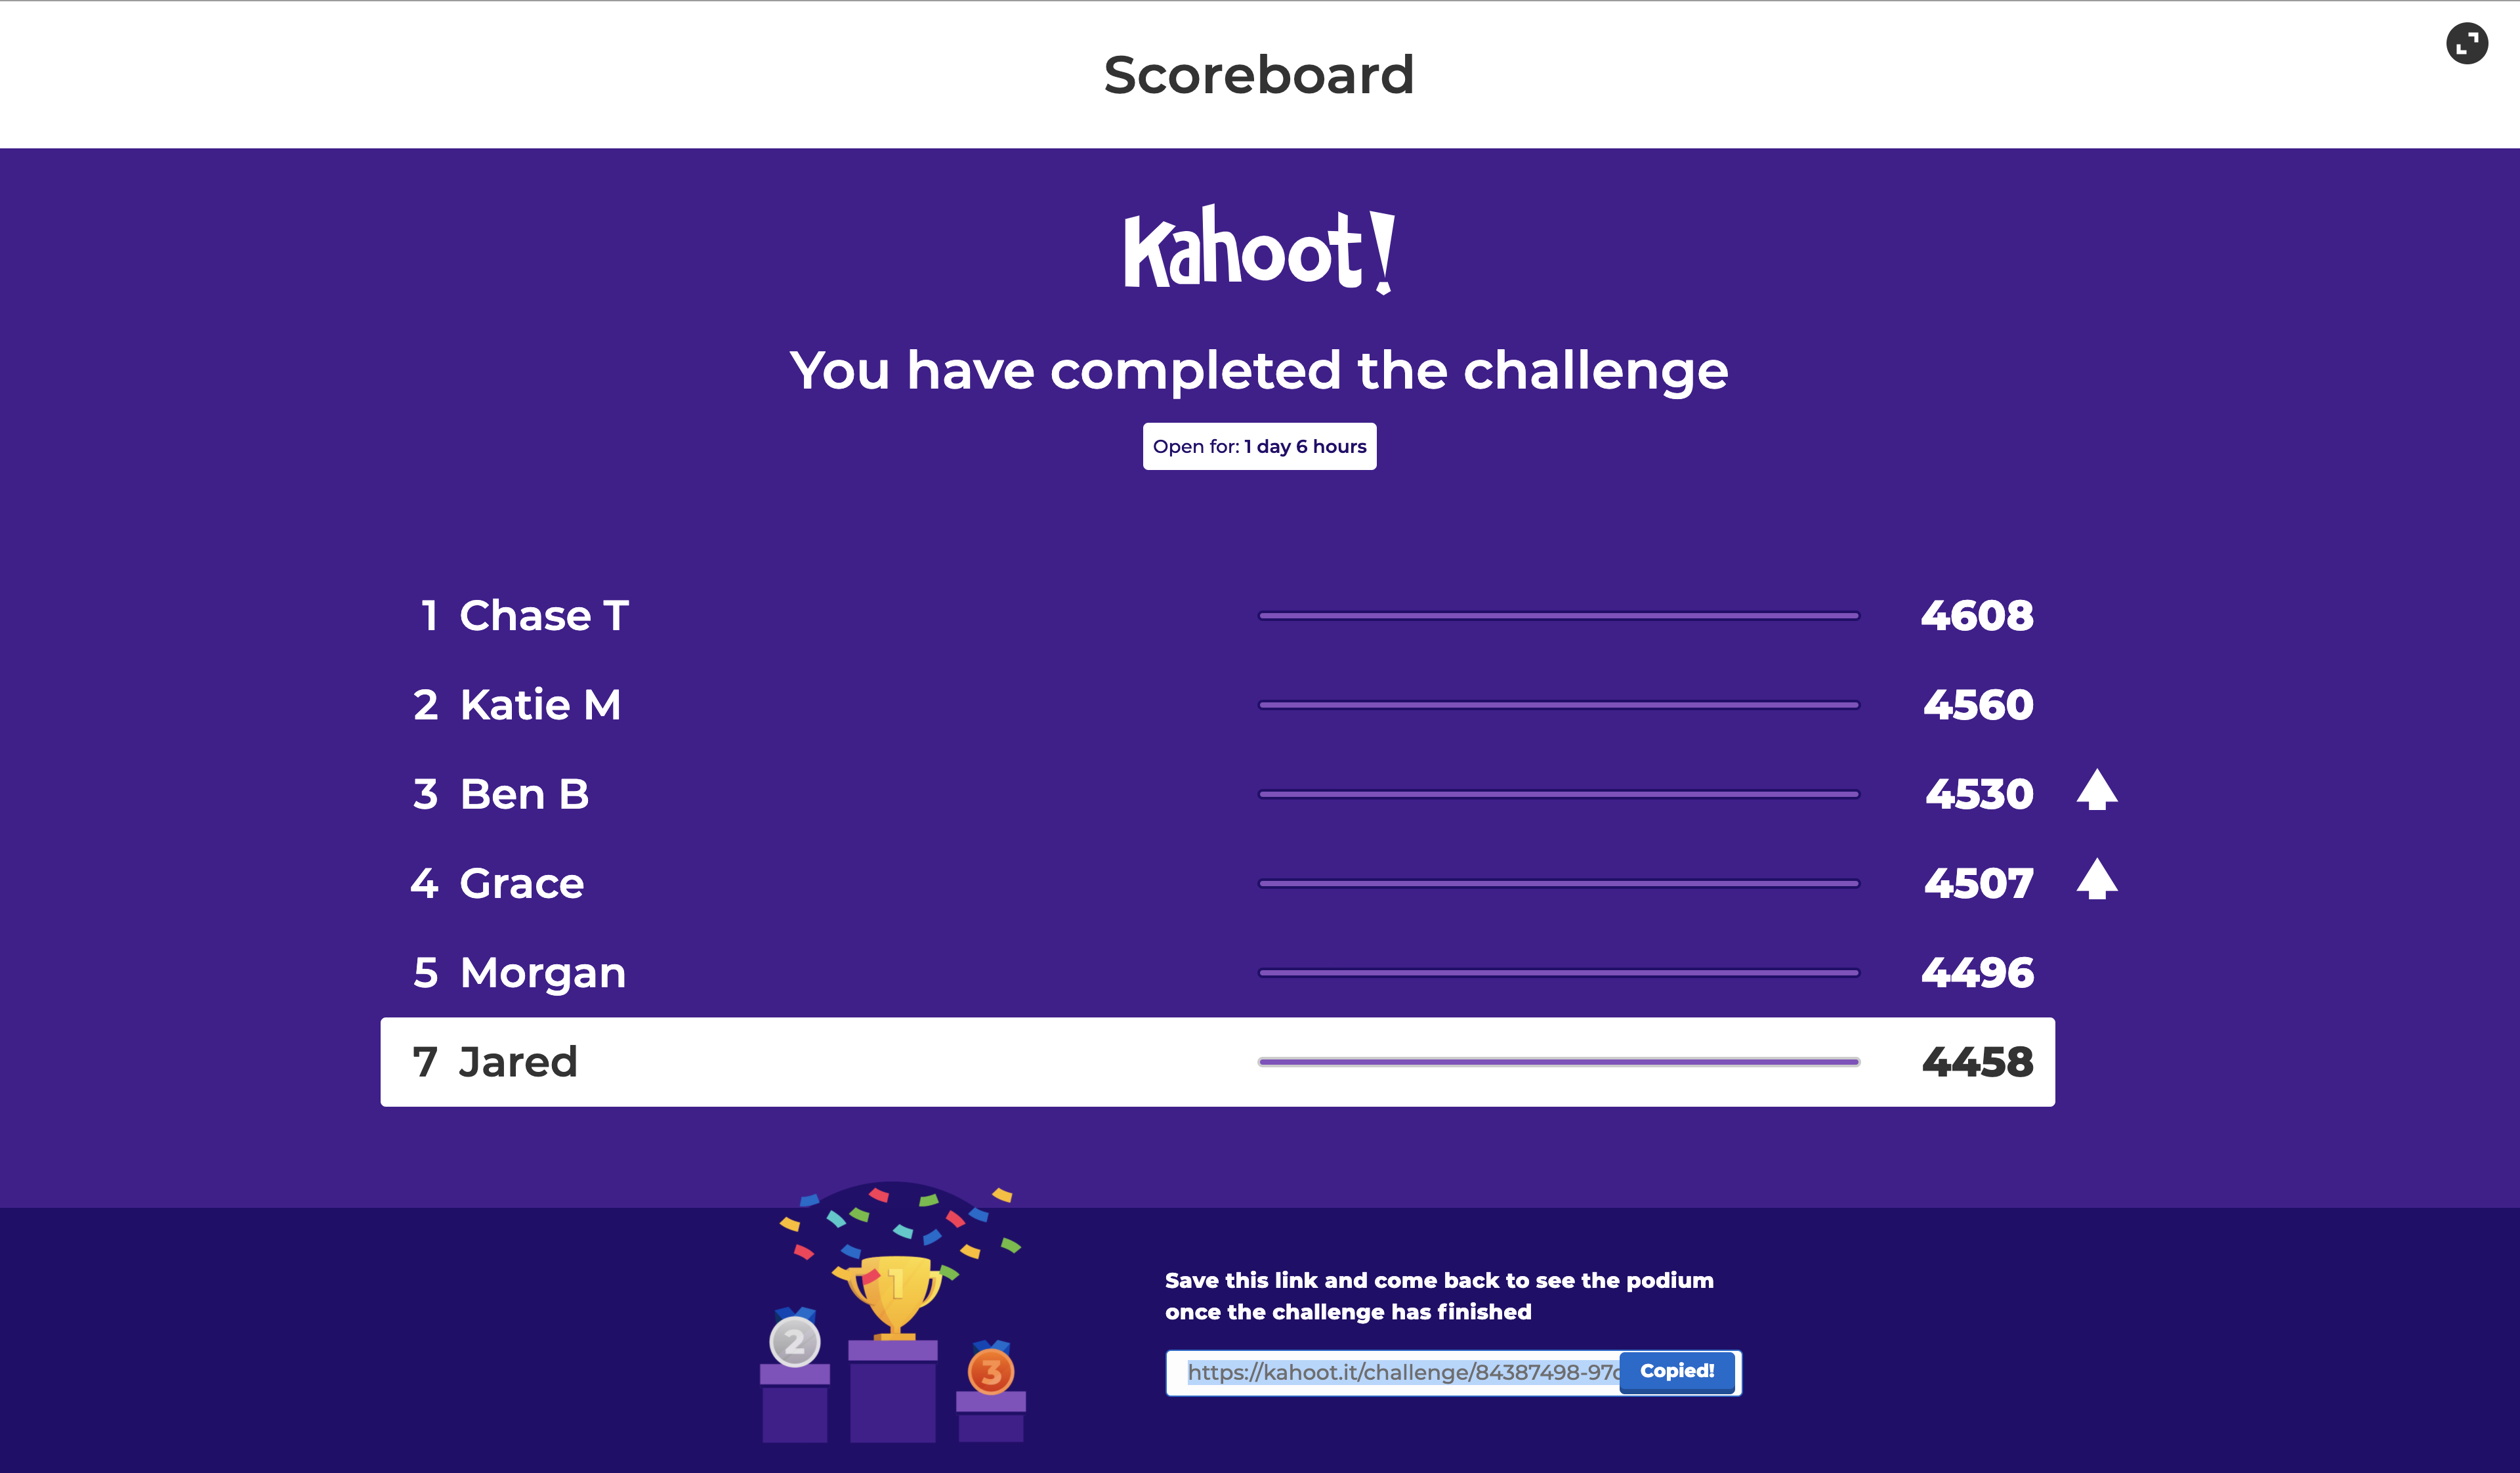 Scoreboard
Kahoot!
You have completed the challenge
Open for: 1 day 6 hours
1 Chase T 4608
2 Katie M 4560
3 Ben B 4530
4 Grace 4507
5 Morgan 4496
7 Jared 4458
1
2
3
Save this link and come back to see the podium
once the challenge has finished
https://kahoot.it/challenge/84387498-97 Copied!